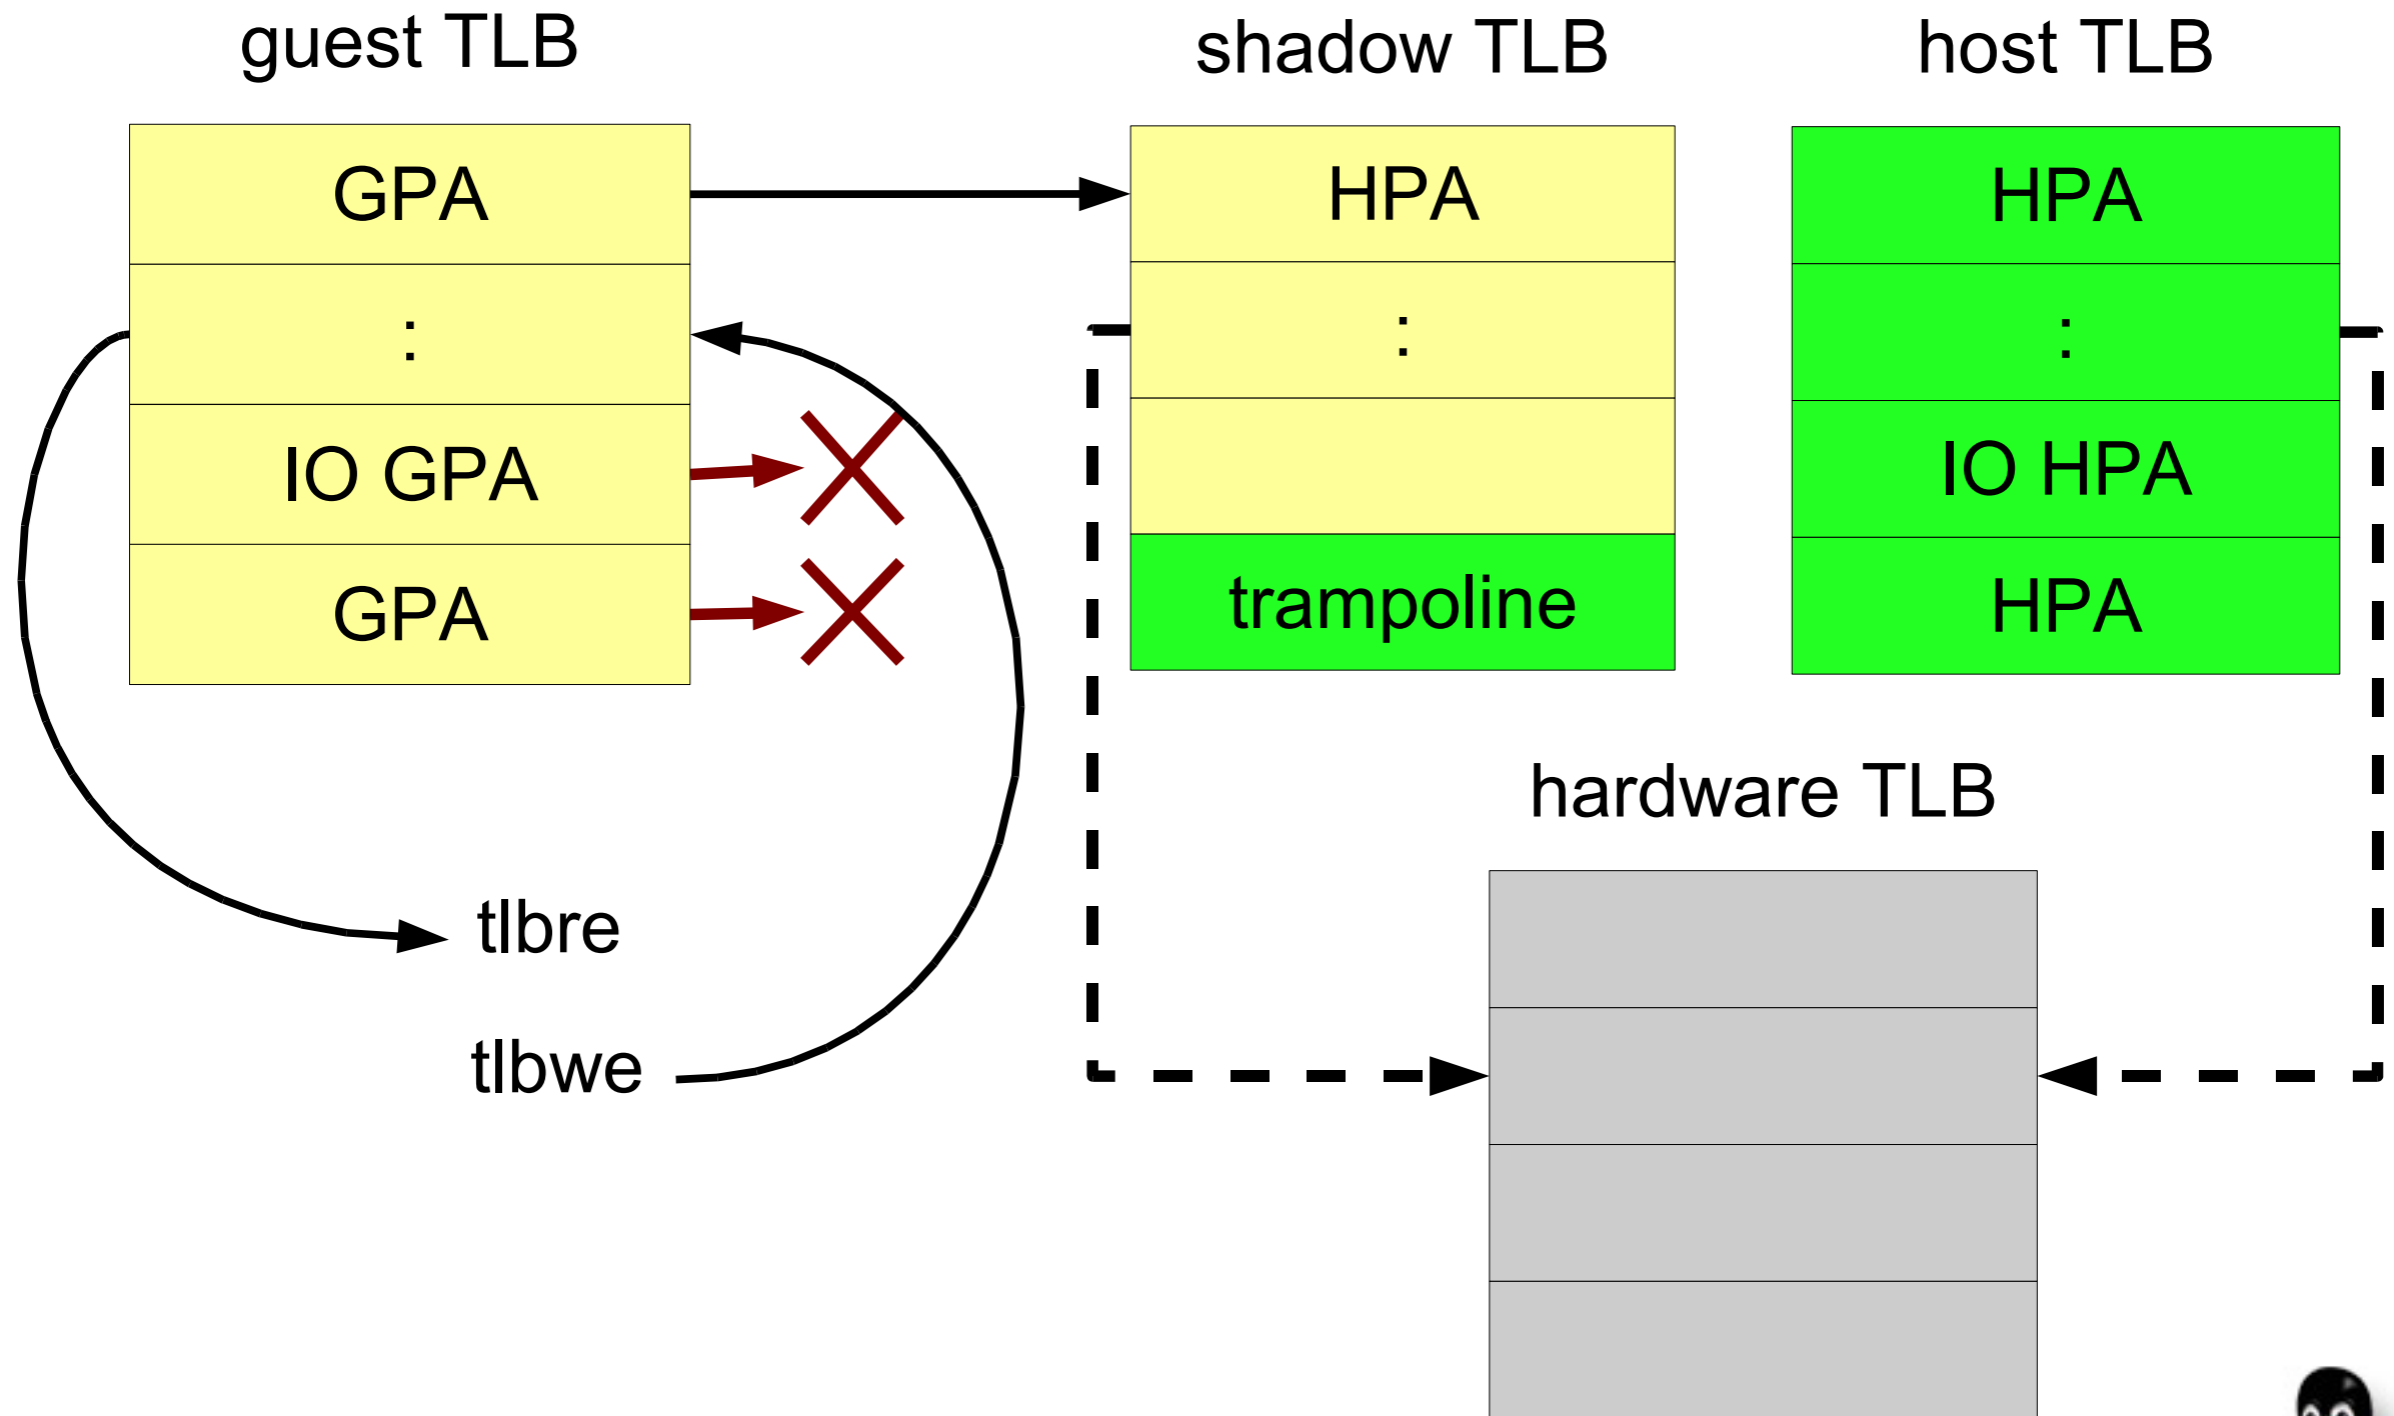 guest TLB
shadow TLB
host TLB
GPA
:
IO GPA
GPA
HPA
:
trampoline
HPA
:
IO HPA
HPA
hardware TLB
tlbre
tlbwe